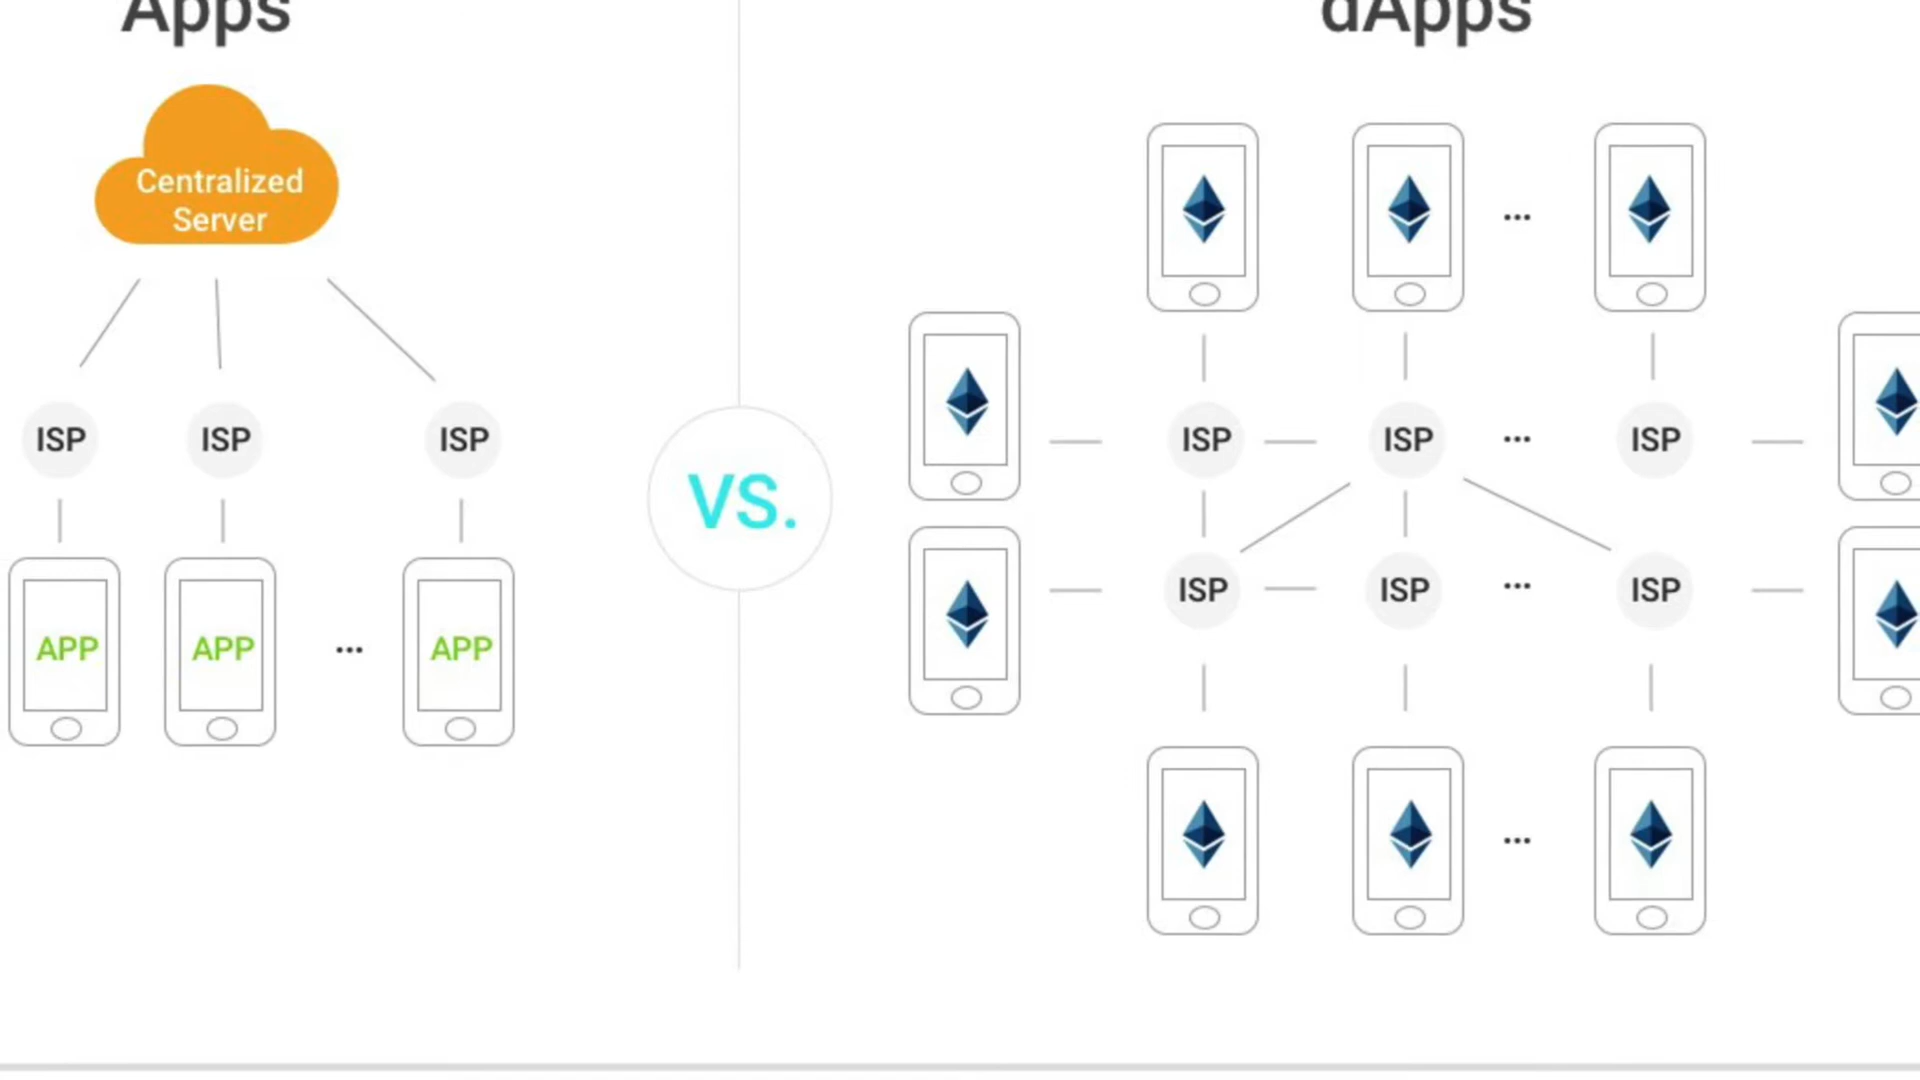 Apps
dApps
Centralized
Server
ISP ISP ISP
APP APP ... APP
VS.
...
ISP ISP ... ISP
ISP ISP ... ISP
...